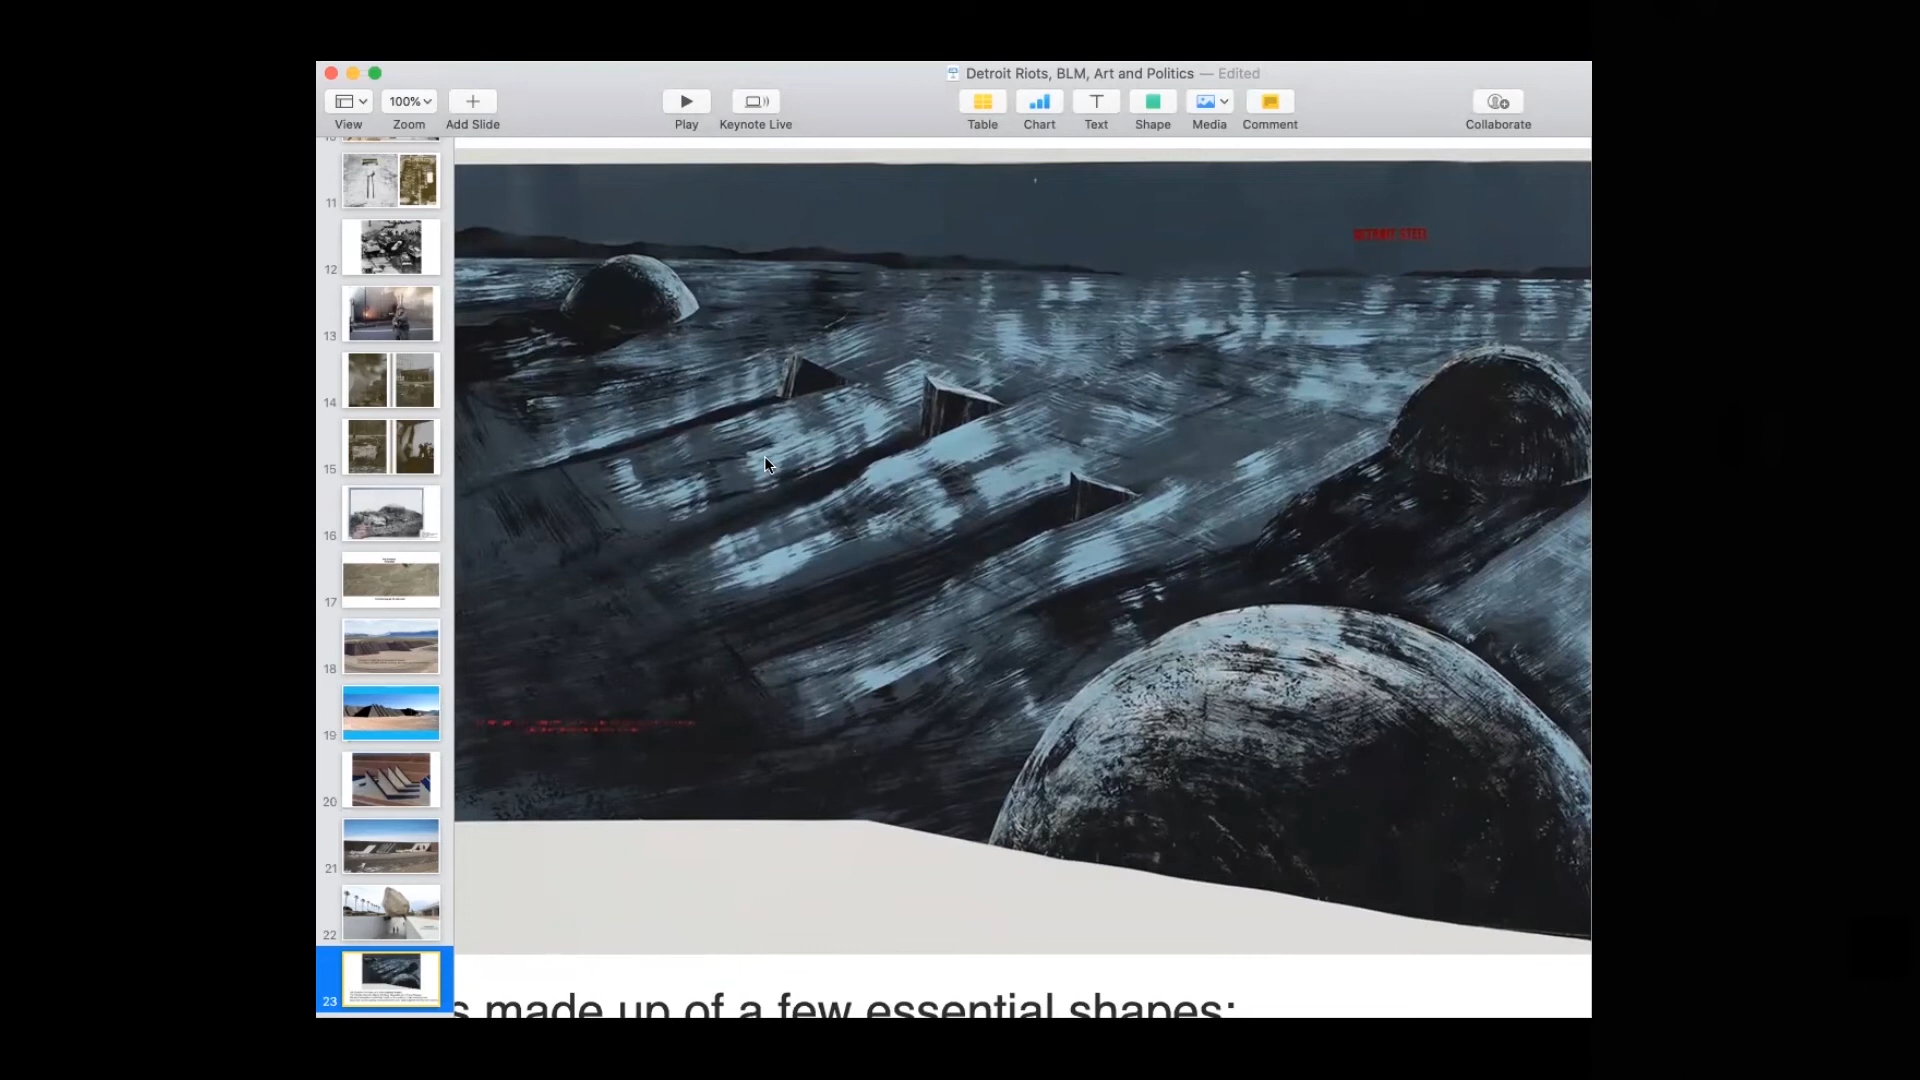 Detroit Riots, BLM, Art and Politics — Edited
100%
View
Zoom
Add Slide
Play
Keynote Live
Table
Chart
Text
Shape
Media
Comment
Collaborate
11
12
13
14
15
16
17
18
19
20
21
22
23
DETROIT STEEL
s made up of a few essential shapes: